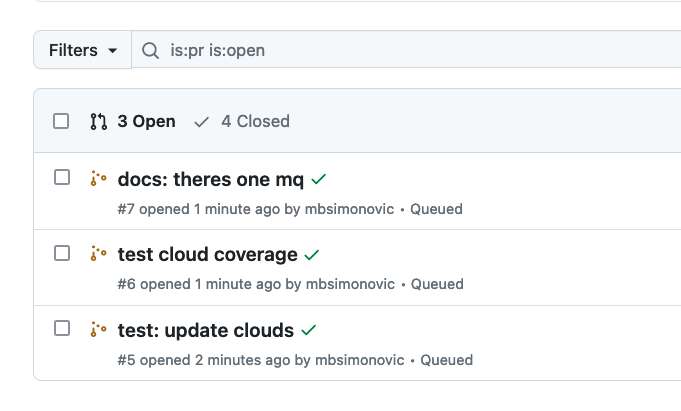 Filters
is:pr is:open
3 Open 4 Closed
docs: theres one mq
#7 opened 1 minute ago by mbsimonovic • Queued
test cloud coverage
#6 opened 1 minute ago by mbsimonovic • Queued
test: update clouds
#5 opened 2 minutes ago by mbsimonovic • Queued